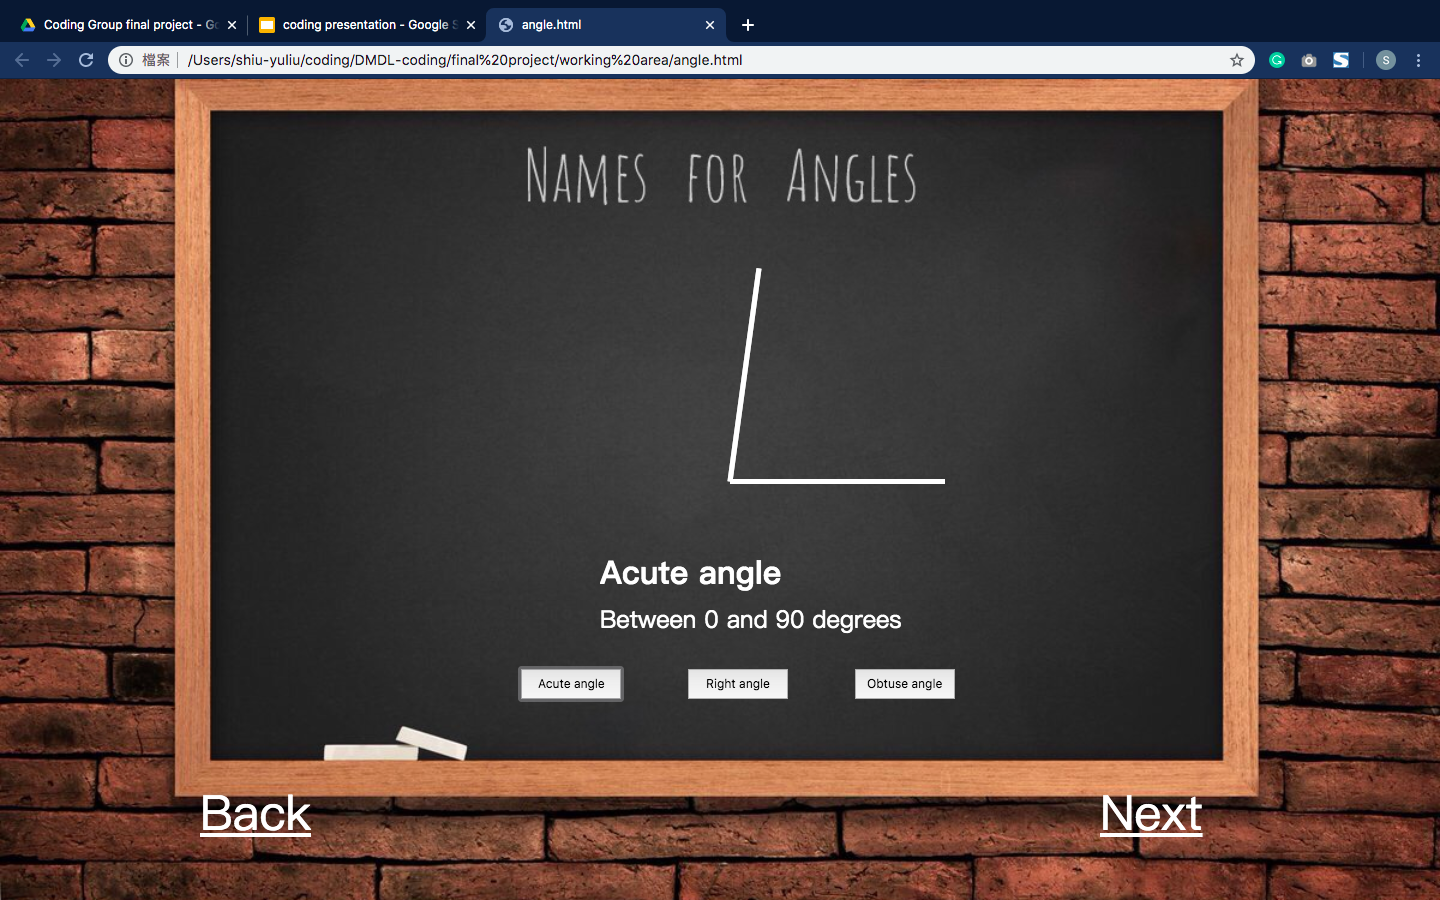 Coding Group final project - Go
coding presentation - Google S
angle.html
檔案
/Users/shiu-yuliu/coding/DMDL-coding/final%20project/working%20area/angle.html
S
NAMES FOR ANGLES
Acute angle
Between 0 and 90 degrees
Acute angle
Right angle
Obtuse angle
Back
Next